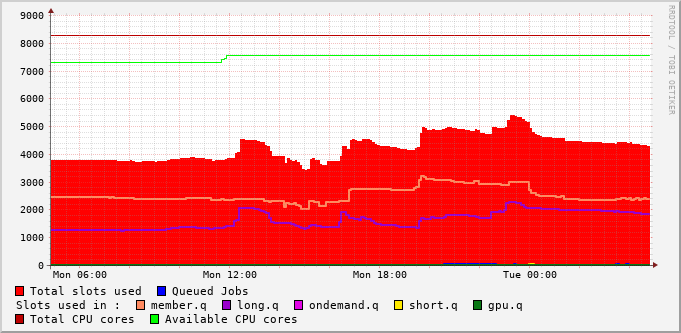 RRDTOOL / TOBI OETIKER
9000
8000
7000
6000
5000
4000
3000
2000
1000
0
Mon 06:00 Mon 12:00 Mon 18:00 Tue 00:00
Total slots used Queued Jobs
Slots used in : member.q long.q ondemand.q short.q gpu.q
Total CPU cores Available CPU cores